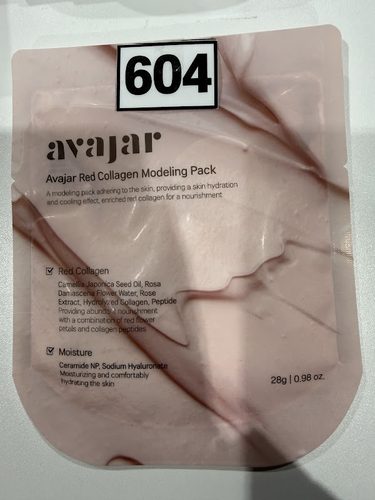 604
avajar
Avajar Red Collagen Modeling Pack
A modeling pack adhering to the skin, providing a skin hydration
and cooling effect, enriched red collagen for a nourishment
Red Collagen
Camellia Japonica Seed Oil, Rosa
Damascena Flower Water, Rose
Extract, Hydrolyzed Collagen, Peptide
Providing abundant nourishment
with a combination of red flower
petals and collagen peptides
Moisture
Ceramide NP, Sodium Hyaluronate
Moisturizing and comfortably
hydrating the skin
28g | 0.98 oz.